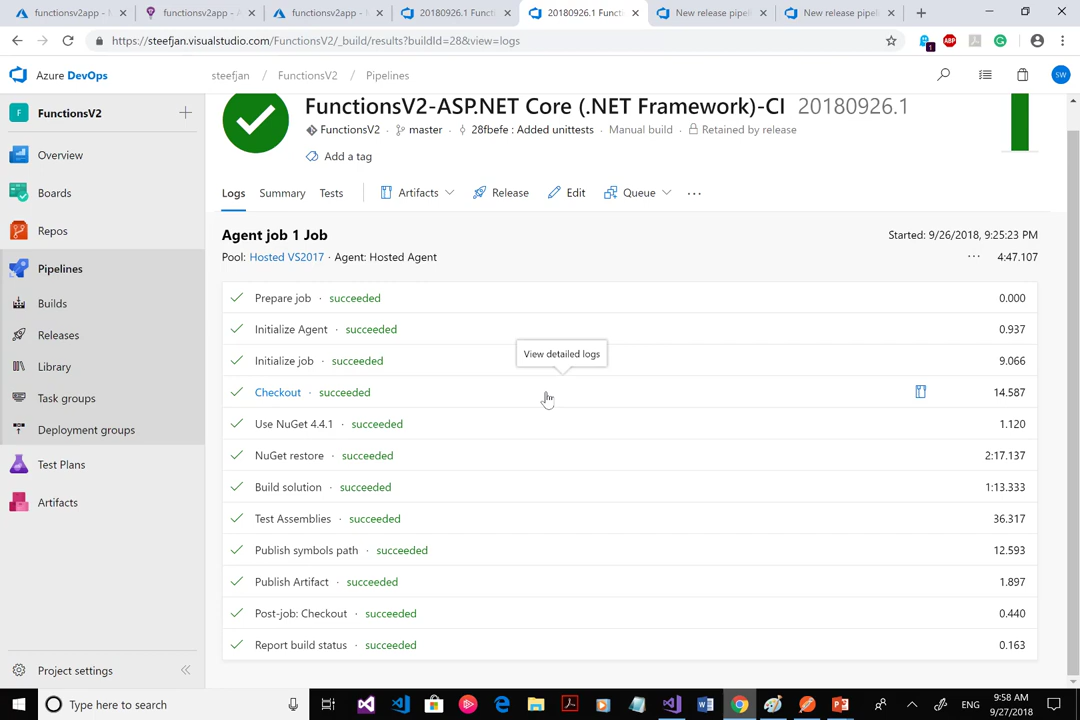 functionsv2app - M
functionsv2app - A
functionsv2app - M
20180926.1 Functi
20180926.1 Functi
New release pipeli
New release pipeli
https://steefjan.visualstudio.com/FunctionsV2/_build/results?buildId=28&view=logs
1
ABP
Azure DevOps
steefjan / FunctionsV2 / Pipelines
SW
F FunctionsV2
Overview
Boards
Repos
Pipelines
Builds
Releases
Library
Task groups
Deployment groups
Test Plans
Artifacts
Project settings
FunctionsV2-ASP.NET Core (.NET Framework)-CI 20180926.1
FunctionsV2 · master · 28fbefe : Added unittests · Manual build · Retained by release
Add a tag
Logs Summary Tests Artifacts Release Edit Queue ...
Agent job 1 Job
Started: 9/26/2018, 9:25:23 PM
Pool: Hosted VS2017 · Agent: Hosted Agent
... 4:47.107
Prepare job · succeeded 0.000
Initialize Agent · succeeded 0.937
Initialize job · succeeded 9.066
View detailed logs
Checkout · succeeded 14.587
Use NuGet 4.4.1 · succeeded 1.120
NuGet restore · succeeded 2:17.137
Build solution · succeeded 1:13.333
Test Assemblies · succeeded 36.317
Publish symbols path · succeeded 12.593
Publish Artifact · succeeded 1.897
Post-job: Checkout · succeeded 0.440
Report build status · succeeded 0.163
Type here to search
ENG
9:58 AM
9/27/2018